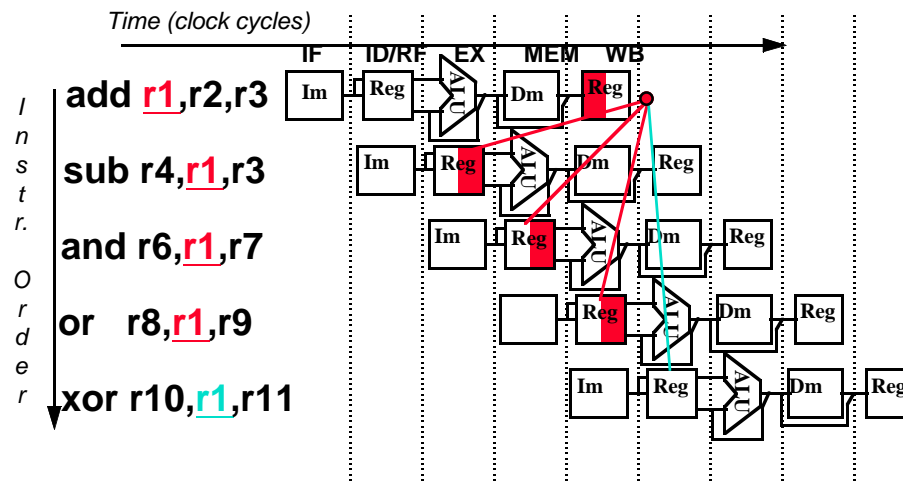 Time (clock cycles)
IF ID/RF EX MEM WB
Instr. Order
add r1,r2,r3
Im Reg ALU Dm Reg
sub r4,r1,r3
Im Reg ALU Dm Reg
and r6,r1,r7
Im Reg ALU Dm Reg
or r8,r1,r9
Reg ALU Dm Reg
xor r10,r1,r11
Im Reg ALU Dm Reg